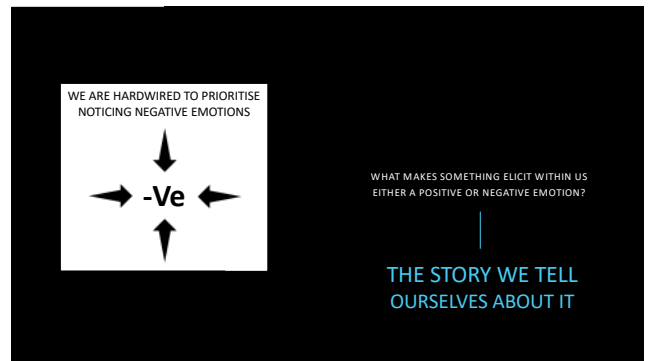 WE ARE HARDWIRED TO PRIORITISE
NOTICING NEGATIVE EMOTIONS
-Ve
WHAT MAKES SOMETHING ELICIT WITHIN US
EITHER A POSITIVE OR NEGATIVE EMOTION?
THE STORY WE TELL
OURSELVES ABOUT IT